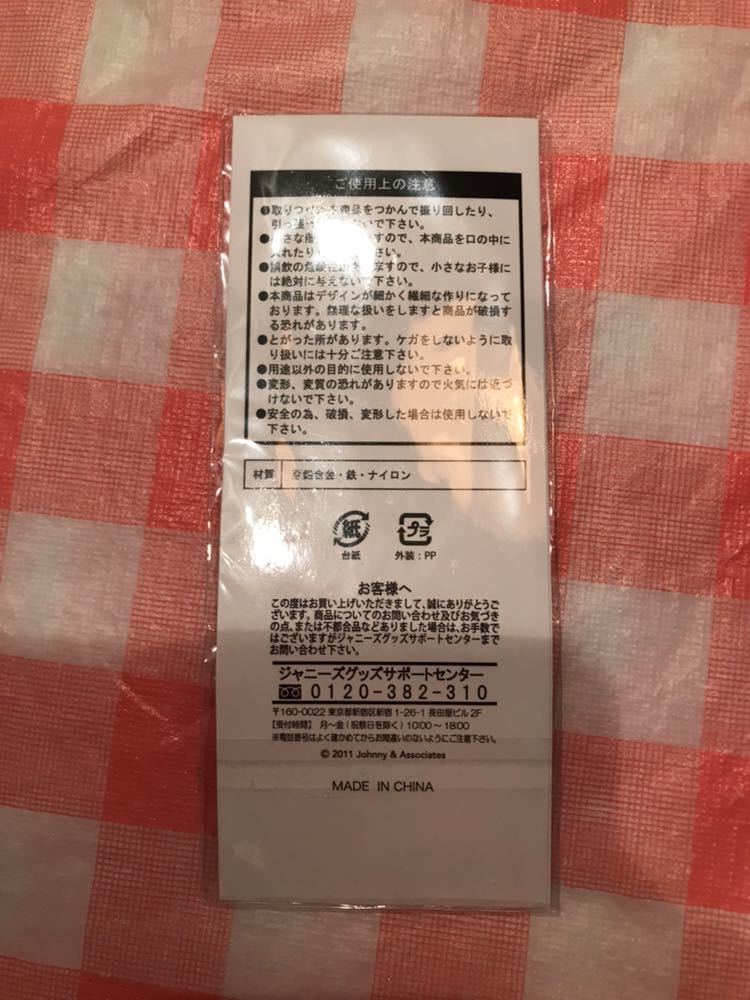 ご使用上の注意
●取りつ 本商品をつかんで振り回したり、
引っ張 ないで下さい。
● さな すので、本商品を口の中に
入れたり さい。
●誤飲の危険性が ますので、小さなお子様に
は絶対に与えないで下さい。
●本商品はデザインが細かく繊細な作りになって
おります。無理な扱いをしますと商品が破損す
る恐れがあります。
●とがった所があります。ケガをしないように取
り扱いには十分ご注意下さい。
●用途以外の目的に使用しないで下さい。
●変形、変質の恐れがありますので火気には近づ
けないで下さい。
●安全の為、破損、変形した場合は使用しないで
下さい。
材質 亜鉛合金・鉄・ナイロン
紙 プラ
台紙 外装:PP
お客様へ
この度はお買い上げいただきまして、誠にありがとうご
ざいます。商品についてのお問い合わせ及びお気づき
の点、または不都合品などありました場合は、お手数で
はございますがジャニーズグッズサポートセンターまで
お問い合わせ下さい。
ジャニーズグッズサポートセンター
0120-382-310
〒160-0022 東京都新宿区新宿1-26-1 長田屋ビル2F
【受付時間】 月~金(祝祭日を除く)10:00~18:00
※電話番号はよく確かめてからお間違いのないようにご注意下さい。
© 2011 Johnny & Associates
MADE IN CHINA